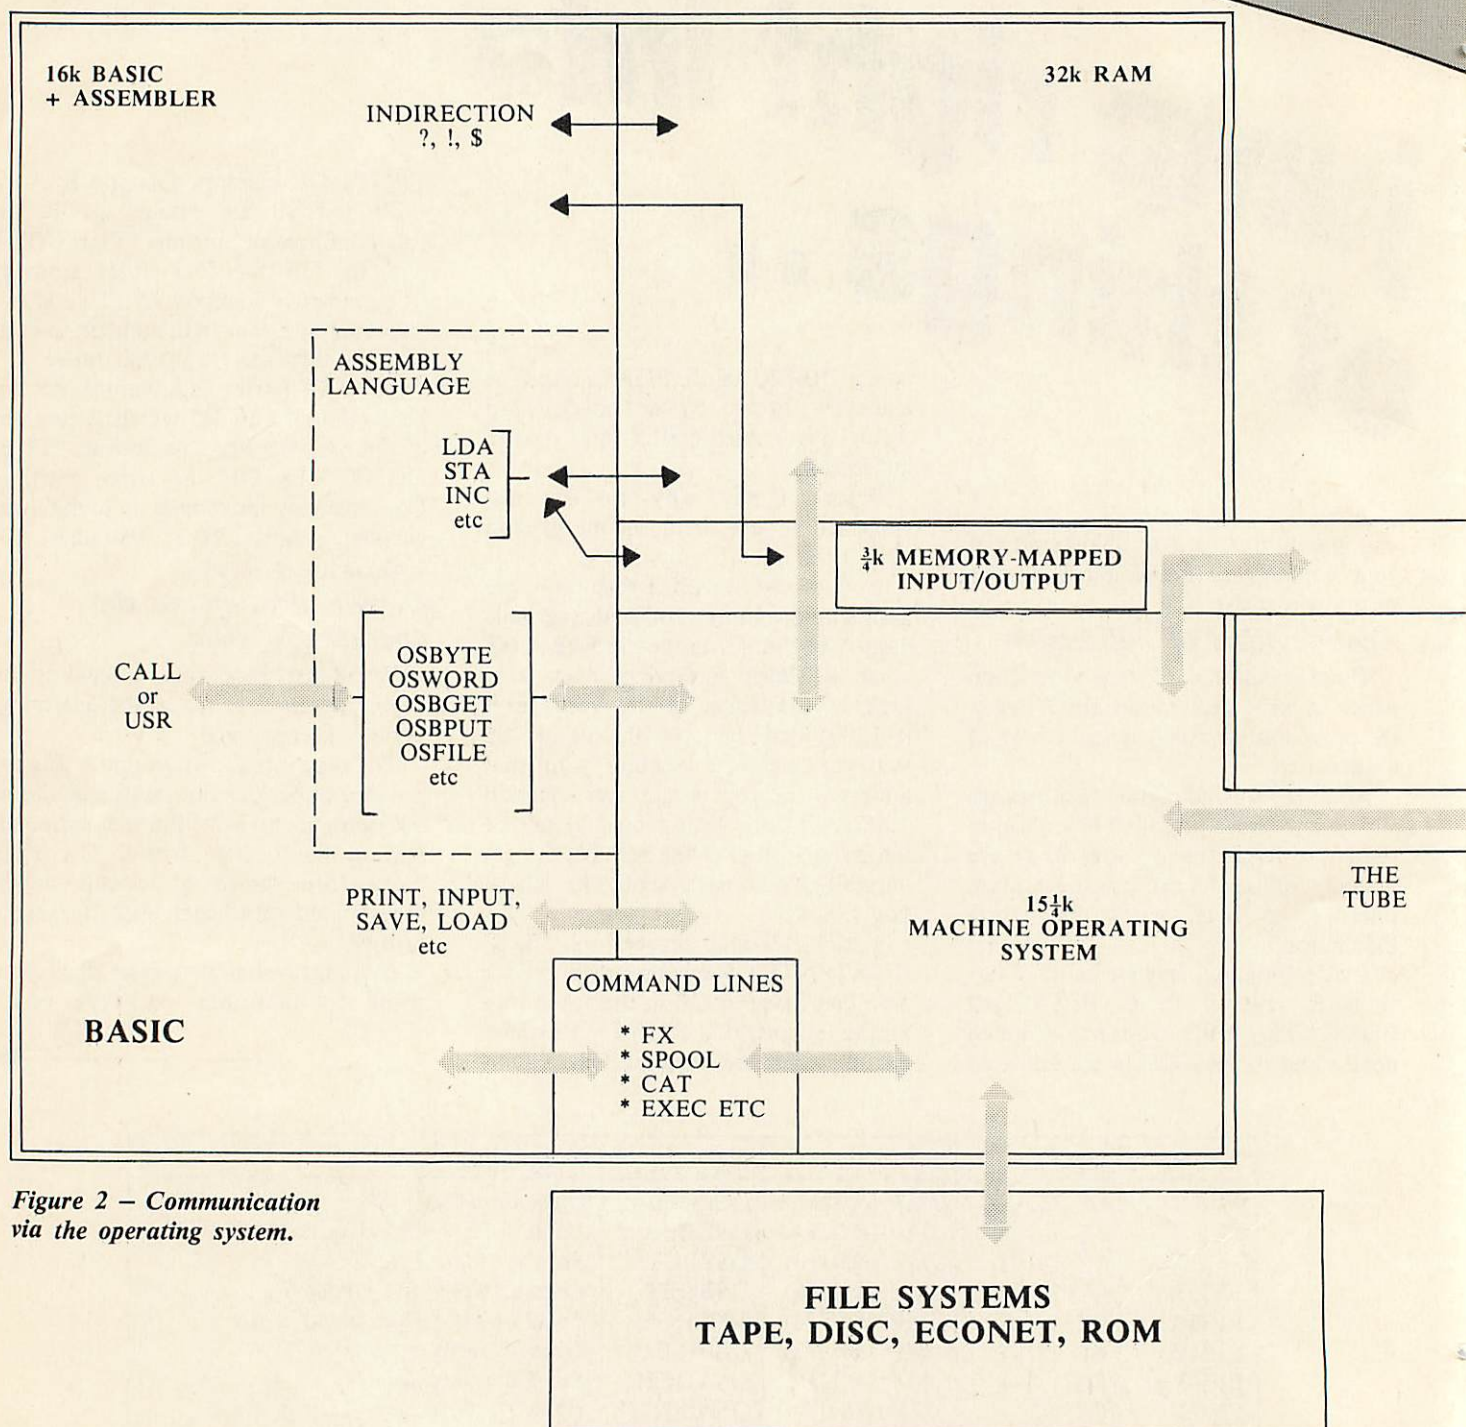 16k BASIC
+ ASSEMBLER
32k RAM
INDIRECTION
?, !, $
ASSEMBLY
LANGUAGE
LDA
STA
INC
etc
¾k MEMORY-MAPPED
INPUT/OUTPUT
CALL
or
USR
OSBYTE
OSWORD
OSBGET
OSBPUT
OSFILE
etc
THE
TUBE
PRINT, INPUT,
SAVE, LOAD
etc
15¼k
MACHINE OPERATING
SYSTEM
COMMAND LINES
* FX
* SPOOL
* CAT
* EXEC ETC
BASIC
Figure 2 – Communication
via the operating system.
FILE SYSTEMS
TAPE, DISC, ECONET, ROM